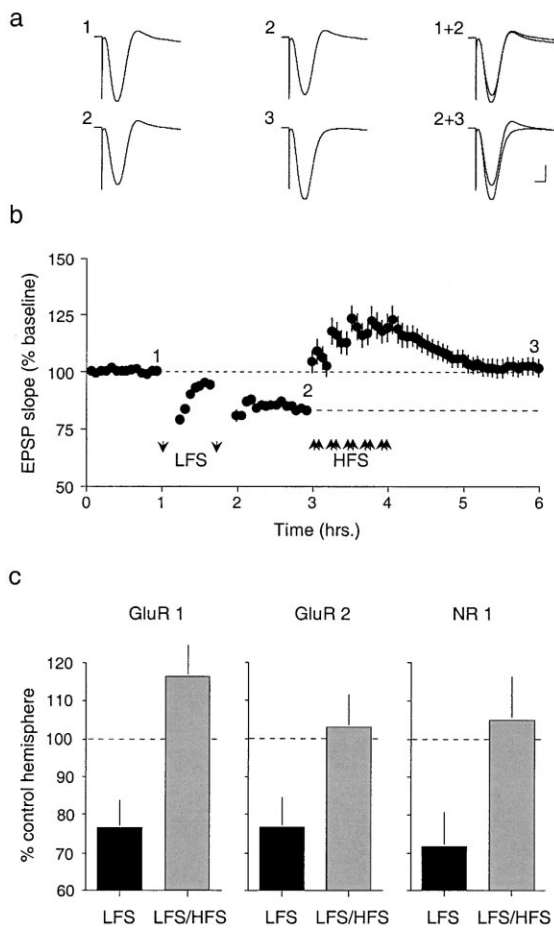 a
1 2 1+2
2 3 2+3
b
150
125
100
75
50
EPSP slope (% baseline)
1
2
3
LFS
HFS
0 1 2 3 4 5 6
Time (hrs.)
c
GluR 1 GluR 2 NR 1
120
110
100
90
80
70
60
% control hemisphere
LFS LFS/HFS LFS LFS/HFS LFS LFS/HFS